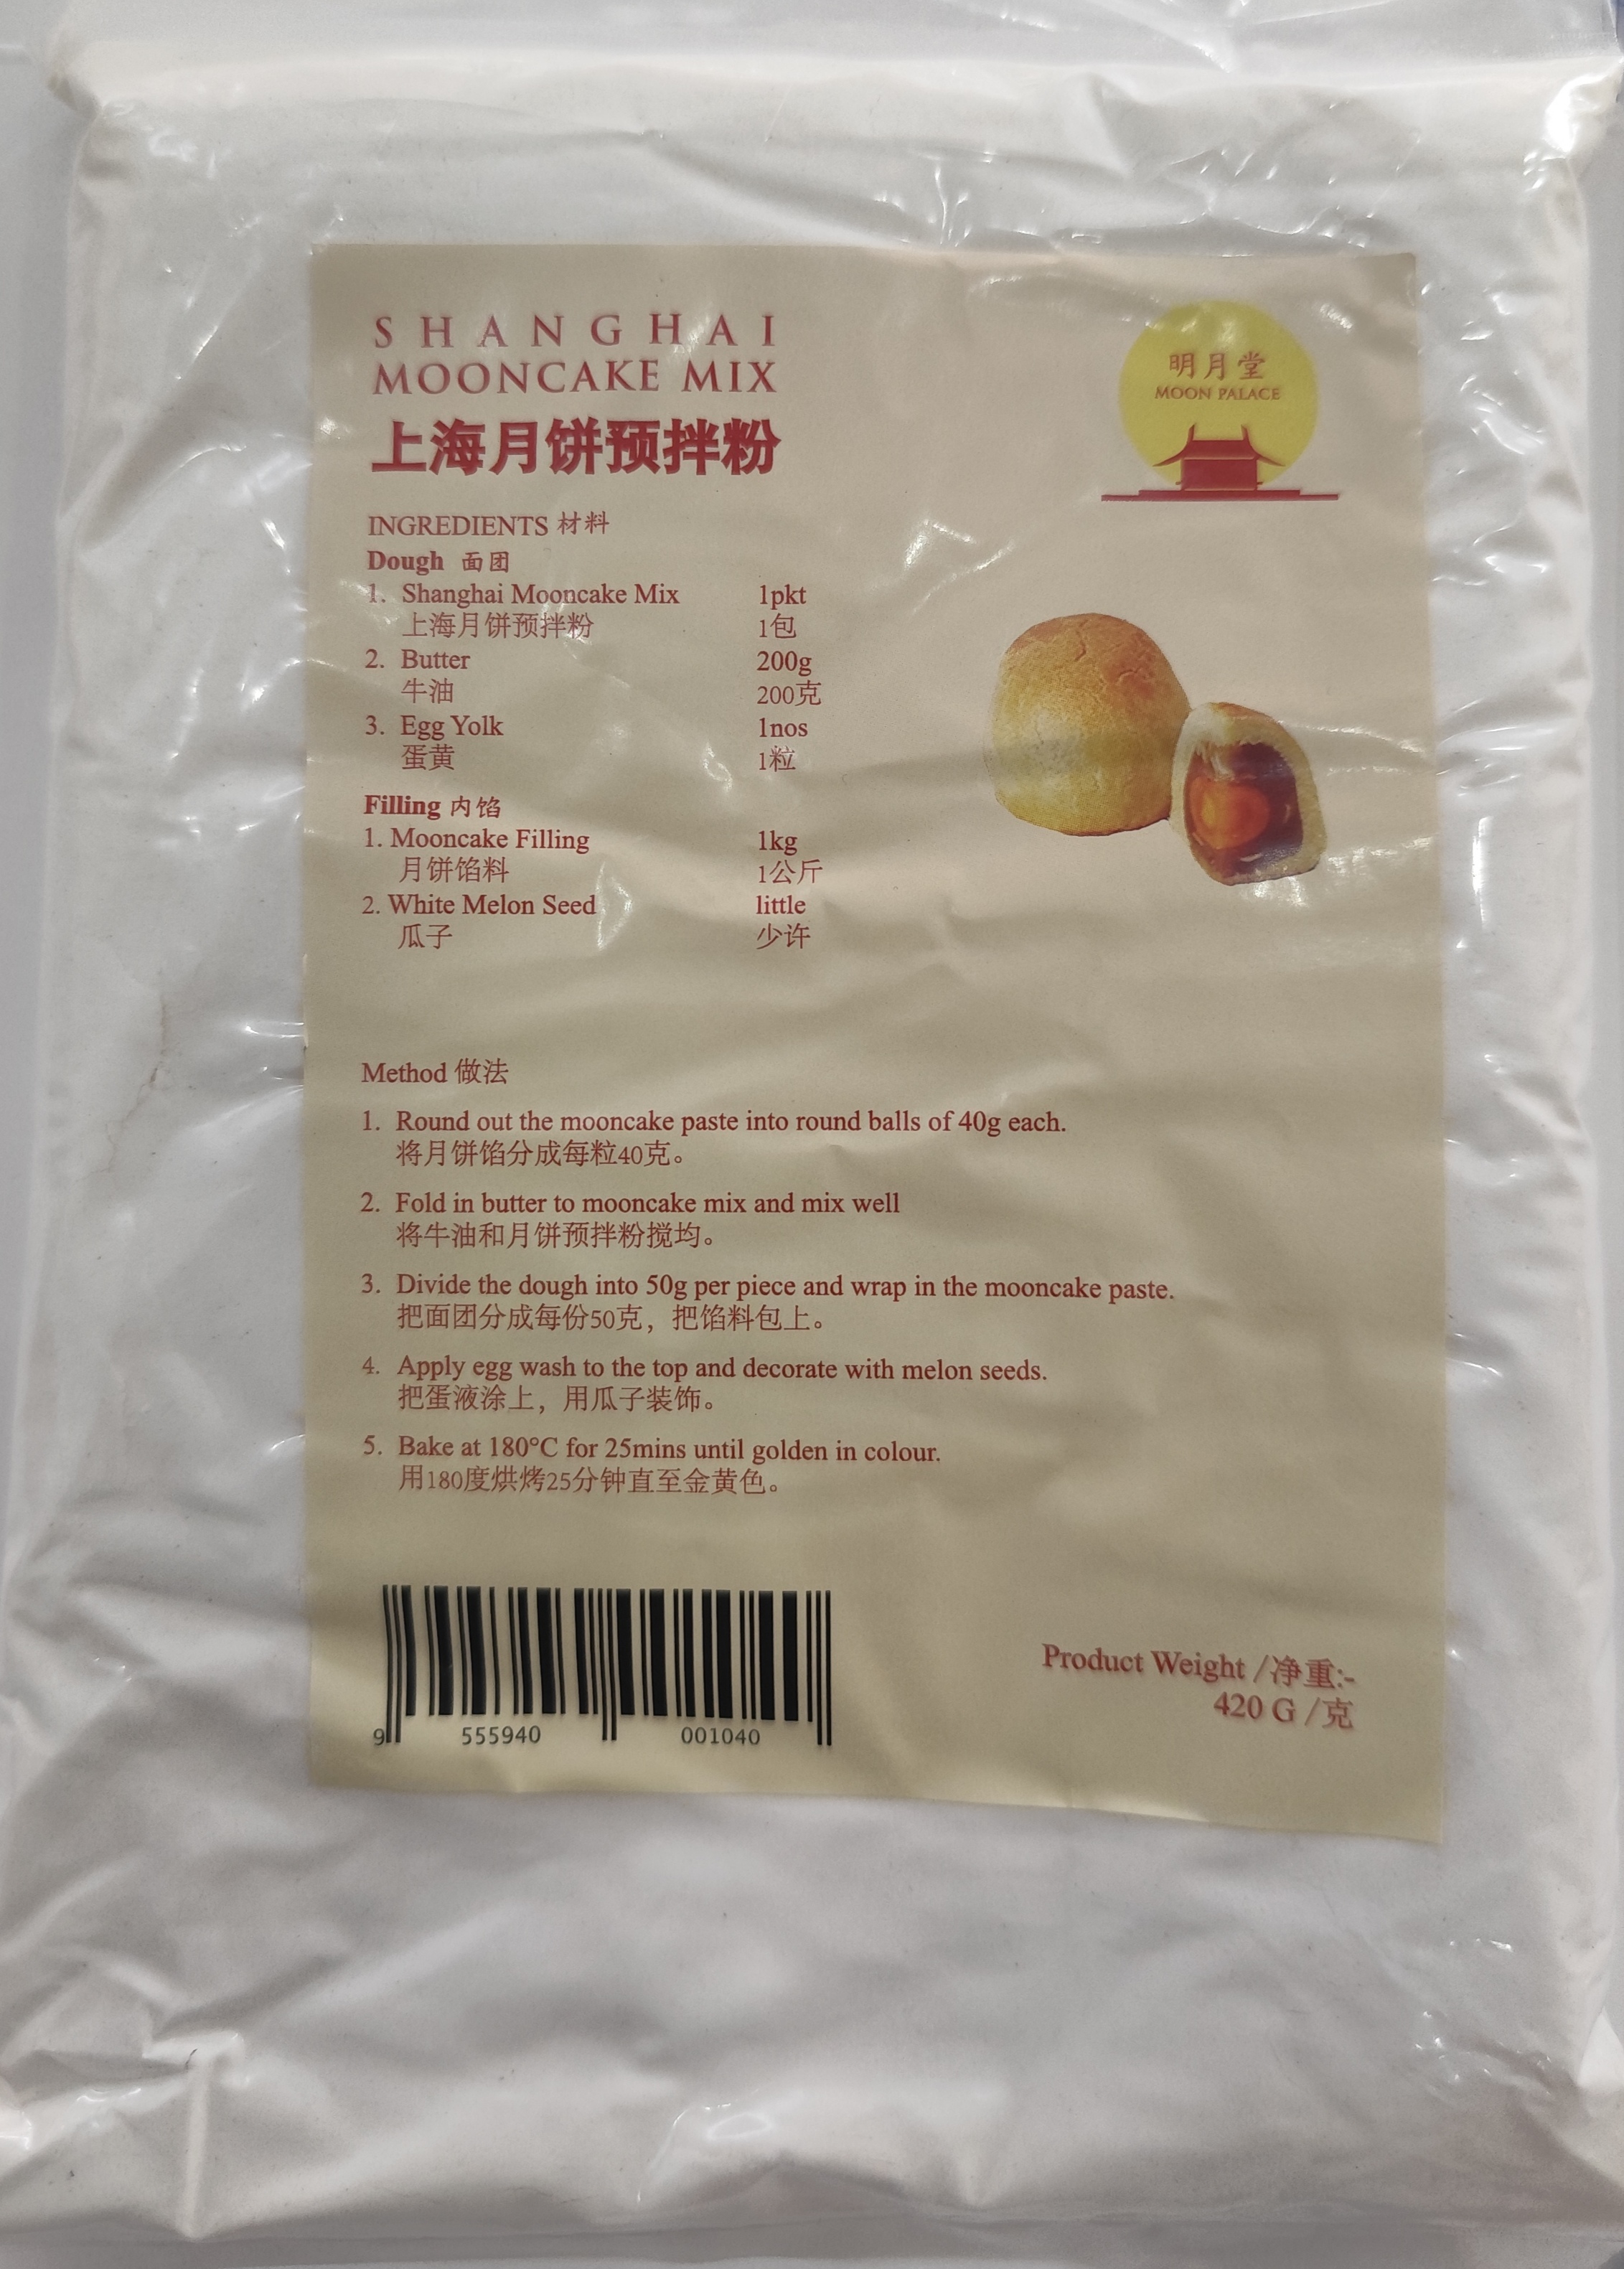 SHANGHAI
MOONCAKE MIX
上海月饼预拌粉
明月堂
MOON PALACE
INGREDIENTS 材料
Dough 面团
1. Shanghai Mooncake Mix 1pkt
上海月饼预拌粉 1包
2. Butter 200g
牛油 200克
3. Egg Yolk 1nos
蛋黄 1粒
Filling 内馅
1. Mooncake Filling 1kg
月饼馅料 1公斤
2. White Melon Seed little
瓜子 少许
Method 做法
1. Round out the mooncake paste into round balls of 40g each.
将月饼馅分成每粒40克。
2. Fold in butter to mooncake mix and mix well
将牛油和月饼预拌粉搅均。
3. Divide the dough into 50g per piece and wrap in the mooncake paste.
把面团分成每份50克，把馅料包上。
4. Apply egg wash to the top and decorate with melon seeds.
把蛋液涂上，用瓜子装饰。
5. Bake at 180°C for 25mins until golden in colour.
用180度烘烤25分钟直至金黄色。
9 555940 001040
Product Weight /净重:-
420 G /克